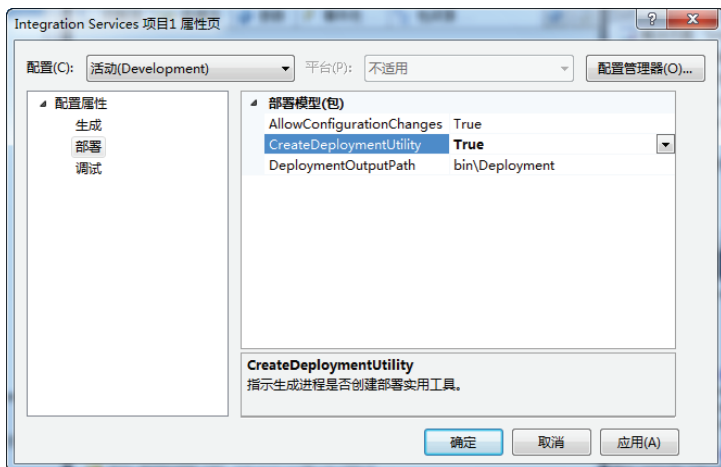 Integration Services 项目1 属性页
配置(C): 活动(Development) 平台(P): 不适用 配置管理器(O)...
配置属性
生成
部署
调试
部署模型(包)
AllowConfigurationChanges True
CreateDeploymentUtility True
DeploymentOutputPath bin\Deployment
CreateDeploymentUtility
指示生成进程是否创建部署实用工具。
确定 取消 应用(A)